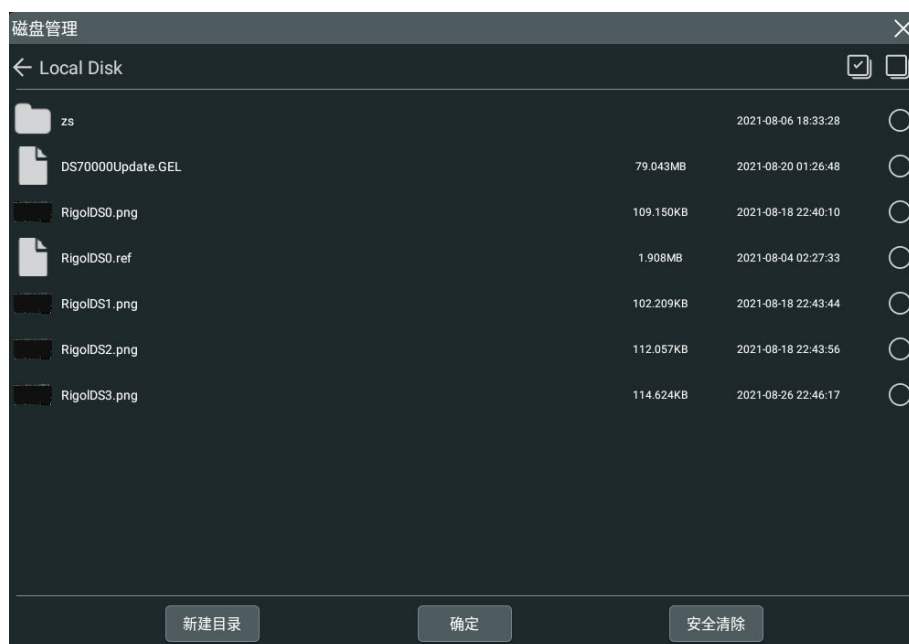 磁盘管理
Local Disk
zs 2021-08-06 18:33:28
DS70000Update.GEL 79.043MB 2021-08-20 01:26:48
RigolDS0.png 109.150KB 2021-08-18 22:40:10
RigolDS0.ref 1.908MB 2021-08-04 02:27:33
RigolDS1.png 102.209KB 2021-08-18 22:43:44
RigolDS2.png 112.057KB 2021-08-18 22:43:56
RigolDS3.png 114.624KB 2021-08-26 22:46:17
新建目录 确定 安全清除